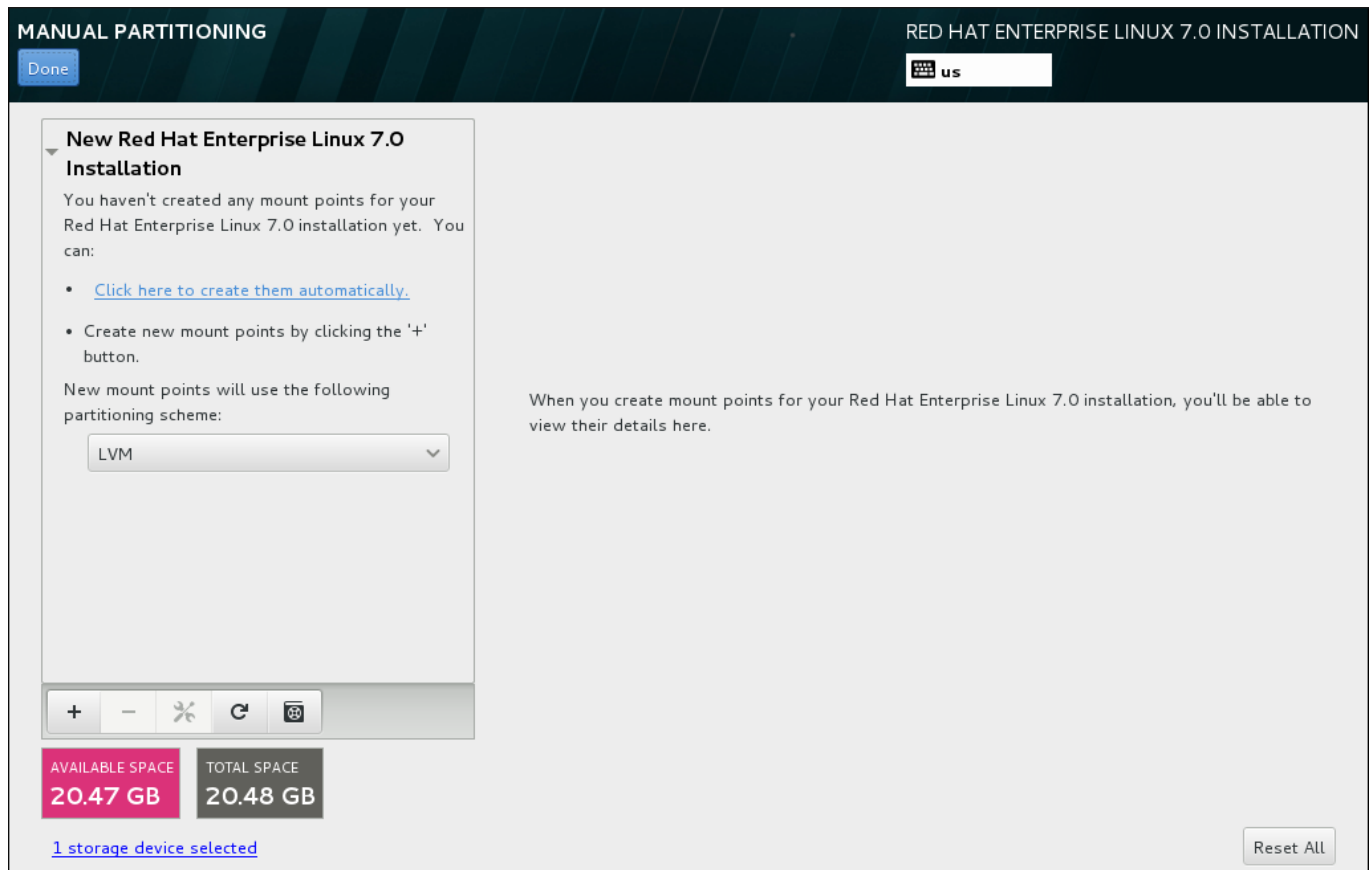 MANUAL PARTITIONING
RED HAT ENTERPRISE LINUX 7.0 INSTALLATION
Done
us
New Red Hat Enterprise Linux 7.0
Installation
You haven't created any mount points for your
Red Hat Enterprise Linux 7.0 installation yet.  You
can:
• Click here to create them automatically.
• Create new mount points by clicking the '+'
button.
New mount points will use the following
partitioning scheme:
LVM
When you create mount points for your Red Hat Enterprise Linux 7.0 installation, you'll be able to
view their details here.
+ −
AVAILABLE SPACE
20.47 GB
TOTAL SPACE
20.48 GB
1 storage device selected
Reset All